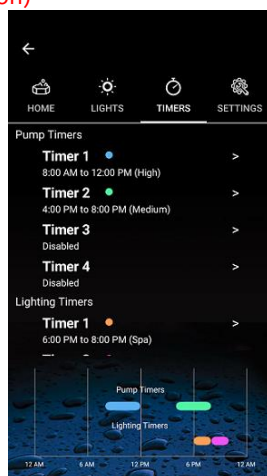 on)
HOME LIGHTS TIMERS SETTINGS
Pump Timers
Timer 1 >
8:00 AM to 12:00 PM (High)
Timer 2 >
4:00 PM to 8:00 PM (Medium)
Timer 3 >
Disabled
Timer 4 >
Disabled
Lighting Timers
Timer 1 >
6:00 PM to 8:00 PM (Spa)
Pump Timers
Lighting Timers
12 AM 6 AM 12 PM 6 PM 12 AM